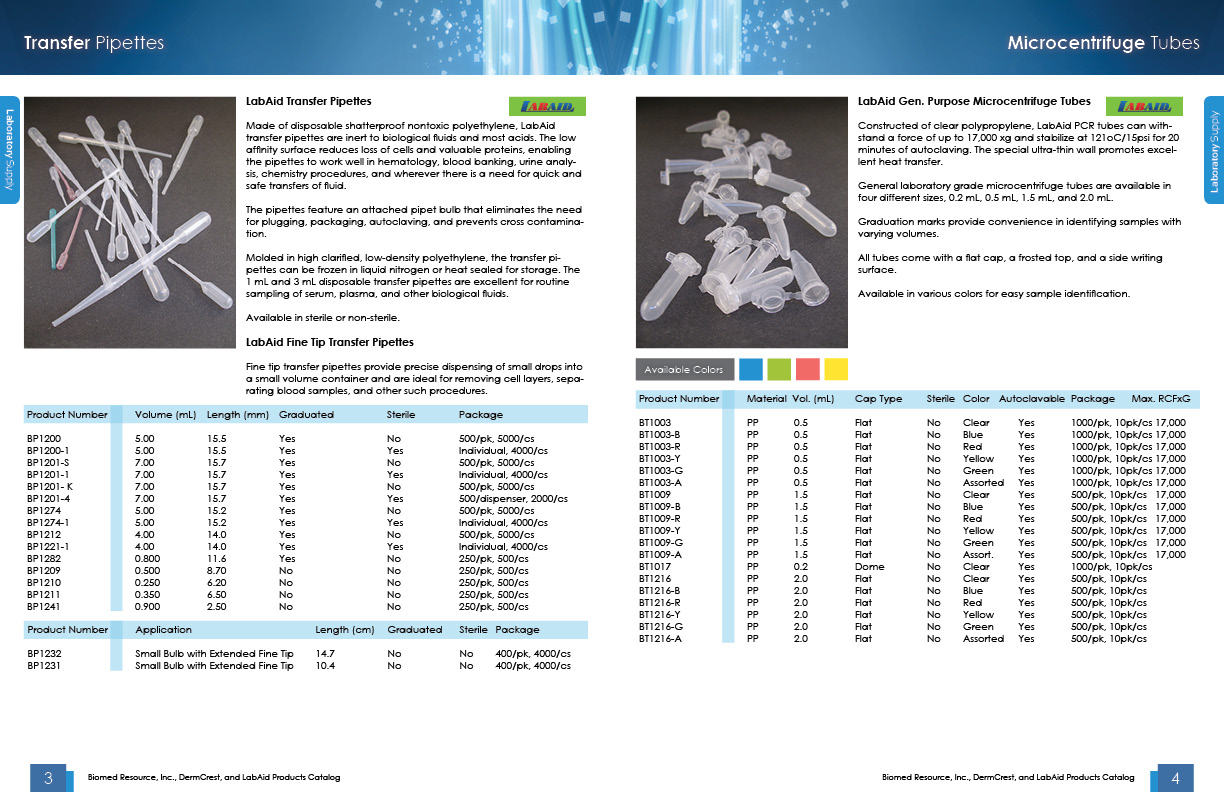 Transfer Pipettes
Laboratory Supply
LabAid Transfer Pipettes
LABAID
Made of disposable shatterproof nontoxic polyethylene, LabAid
transfer pipettes are inert to biological fluids and most acids. The low
affinity surface reduces loss of cells and valuable proteins, enabling
the pipettes to work well in hematology, blood banking, urine analy-
sis, chemistry procedures, and wherever there is a need for quick and
safe transfers of fluid.
The pipettes feature an attached pipet bulb that eliminates the need
for plugging, packaging, autoclaving, and prevents cross contamina-
tion.
Molded in high clarified, low-density polyethylene, the transfer pi-
pettes can be frozen in liquid nitrogen or heat sealed for storage. The
1 mL and 3 mL disposable transfer pipettes are excellent for routine
sampling of serum, plasma, and other biological fluids.
Available in sterile or non-sterile.
LabAid Fine Tip Transfer Pipettes
Fine tip transfer pipettes provide precise dispensing of small drops into
a small volume container and are ideal for removing cell layers, sepa-
rating blood samples, and other such procedures.
Product Number Volume (mL) Length (mm) Graduated Sterile Package
BP1200 5.00 15.5 Yes No 500/pk, 5000/cs
BP1200-1 5.00 15.5 Yes Yes Individual, 4000/cs
BP1201-S 7.00 15.7 Yes No 500/pk, 5000/cs
BP1201-1 7.00 15.7 Yes Yes Individual, 4000/cs
BP1201- K 7.00 15.7 Yes No 500/pk, 5000/cs
BP1201-4 7.00 15.7 Yes Yes 500/dispenser, 2000/cs
BP1274 5.00 15.2 Yes No 500/pk, 5000/cs
BP1274-1 5.00 15.2 Yes Yes Individual, 4000/cs
BP1212 4.00 14.0 Yes No 500/pk, 5000/cs
BP1221-1 4.00 14.0 Yes Yes Individual, 4000/cs
BP1282 0.800 11.6 Yes No 250/pk, 500/cs
BP1209 0.500 8.70 No No 250/pk, 500/cs
BP1210 0.250 6.20 No No 250/pk, 500/cs
BP1211 0.350 6.50 No No 250/pk, 500/cs
BP1241 0.900 2.50 No No 250/pk, 500/cs
Product Number Application Length (cm) Graduated Sterile Package
BP1232 Small Bulb with Extended Fine Tip 14.7 No No 400/pk, 4000/cs
BP1231 Small Bulb with Extended Fine Tip 10.4 No No 400/pk, 4000/cs
3 Biomed Resource, Inc., DermCrest, and LabAid Products Catalog
Microcentrifuge Tubes
Laboratory Supply
LabAid Gen. Purpose Microcentrifuge Tubes
LABAID
Constructed of clear polypropylene, LabAid PCR tubes can with-
stand a force of up to 17,000 xg and stabilize at 121oC/15psi for 20
minutes of autoclaving. The special ultra-thin wall promotes excel-
lent heat transfer.
General laboratory grade microcentrifuge tubes are available in
four different sizes, 0.2 mL, 0.5 mL, 1.5 mL, and 2.0 mL.
Graduation marks provide convenience in identifying samples with
varying volumes.
All tubes come with a flat cap, a frosted top, and a side writing
surface.
Available in various colors for easy sample identification.
Available Colors
Product Number Material Vol. (mL) Cap Type Sterile Color Autoclavable Package Max. RCFxG
BT1003 PP 0.5 Flat No Clear Yes 1000/pk, 10pk/cs 17,000
BT1003-B PP 0.5 Flat No Blue Yes 1000/pk, 10pk/cs 17,000
BT1003-R PP 0.5 Flat No Red Yes 1000/pk, 10pk/cs 17,000
BT1003-Y PP 0.5 Flat No Yellow Yes 1000/pk, 10pk/cs 17,000
BT1003-G PP 0.5 Flat No Green Yes 1000/pk, 10pk/cs 17,000
BT1003-A PP 0.5 Flat No Assorted Yes 1000/pk, 10pk/cs 17,000
BT1009 PP 1.5 Flat No Clear Yes 500/pk, 10pk/cs 17,000
BT1009-B PP 1.5 Flat No Blue Yes 500/pk, 10pk/cs 17,000
BT1009-R PP 1.5 Flat No Red Yes 500/pk, 10pk/cs 17,000
BT1009-Y PP 1.5 Flat No Yellow Yes 500/pk, 10pk/cs 17,000
BT1009-G PP 1.5 Flat No Green Yes 500/pk, 10pk/cs 17,000
BT1009-A PP 1.5 Flat No Assort. Yes 500/pk, 10pk/cs 17,000
BT1017 PP 0.2 Dome No Clear Yes 1000/pk, 10pk/cs
BT1216 PP 2.0 Flat No Clear Yes 500/pk, 10pk/cs
BT1216-B PP 2.0 Flat No Blue Yes 500/pk, 10pk/cs
BT1216-R PP 2.0 Flat No Red Yes 500/pk, 10pk/cs
BT1216-Y PP 2.0 Flat No Yellow Yes 500/pk, 10pk/cs
BT1216-G PP 2.0 Flat No Green Yes 500/pk, 10pk/cs
BT1216-A PP 2.0 Flat No Assorted Yes 500/pk, 10pk/cs
Biomed Resource, Inc., DermCrest, and LabAid Products Catalog 4